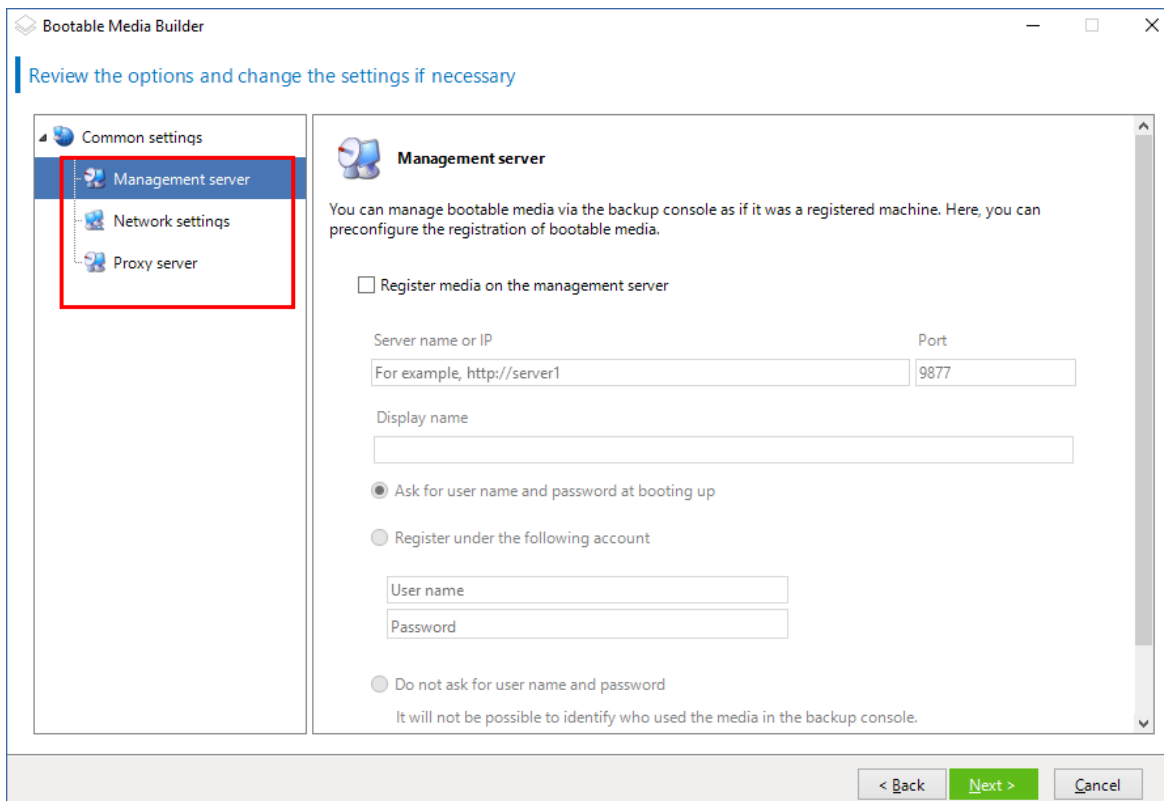 Bootable Media Builder
Review the options and change the settings if necessary
Common settings
Management server
Network settings
Proxy server
Management server
You can manage bootable media via the backup console as if it was a registered machine. Here, you can
preconfigure the registration of bootable media.
Register media on the management server
Server name or IP Port
For example, http://server1 9877
Display name
Ask for user name and password at booting up
Register under the following account
User name
Password
Do not ask for user name and password
It will not be possible to identify who used the media in the backup console.
< Back Next > Cancel